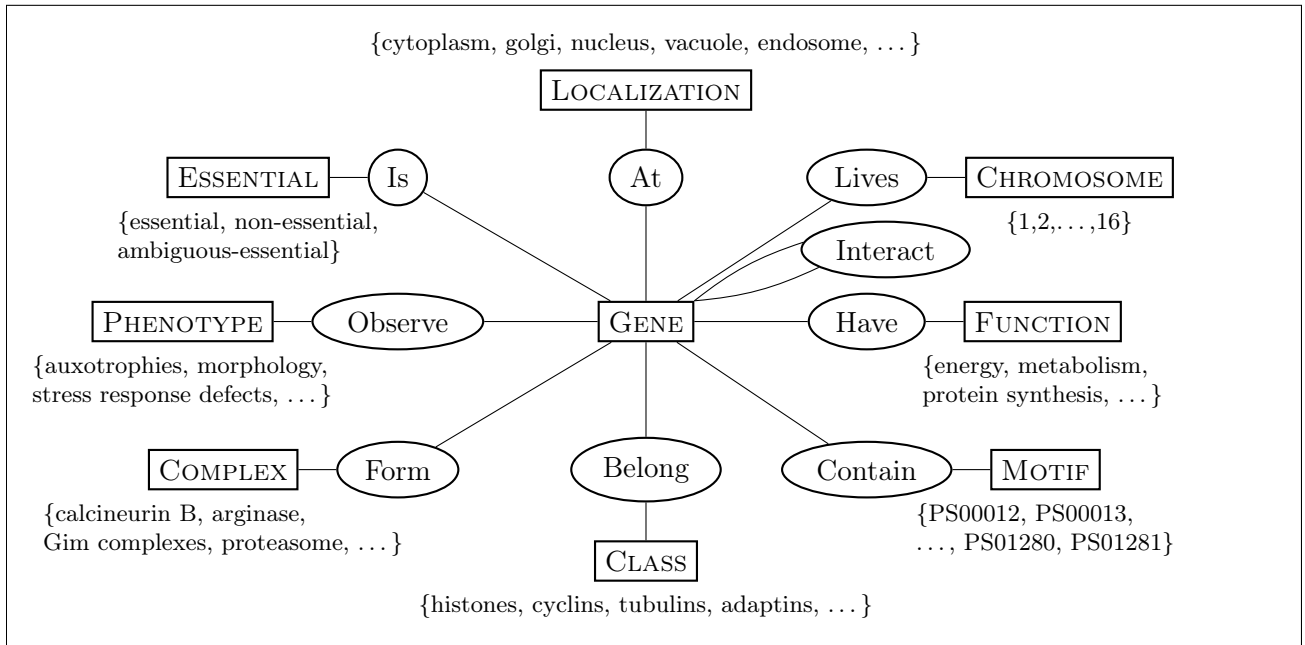 {cytoplasm, golgi, nucleus, vacuole, endosome, ...}
LOCALIZATION
ESSENTIAL
Is
At
Lives
CHROMOSOME
{essential, non-essential,
ambiguous-essential}
{1,2,...,16}
Interact
PHENOTYPE
Observe
GENE
Have
FUNCTION
{auxotrophies, morphology,
stress response defects, ...}
{energy, metabolism,
protein synthesis, ...}
COMPLEX
Form
Belong
Contain
MOTIF
{calcineurin B, arginase,
Gim complexes, proteasome, ...}
{PS00012, PS00013,
..., PS01280, PS01281}
CLASS
{histones, cyclins, tubulins, adaptins, ...}